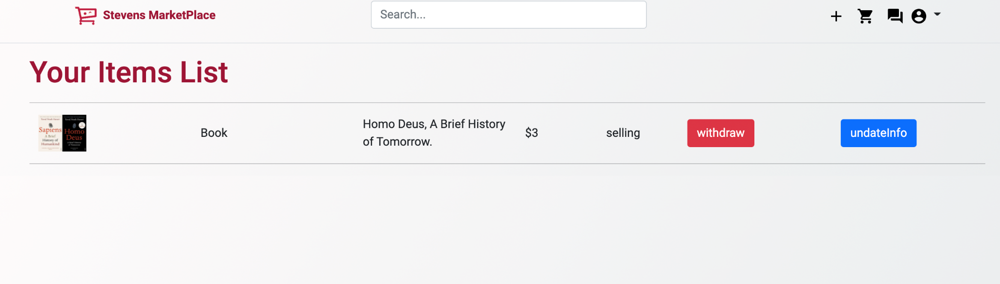 Stevens MarketPlace
Search...
Your Items List
Sapiens
A Brief
History of
Humankind
Homo
Deus
A Brief History
of Tomorrow
Book
Homo Deus, A Brief History
of Tomorrow.
$3
selling
withdraw
undateInfo